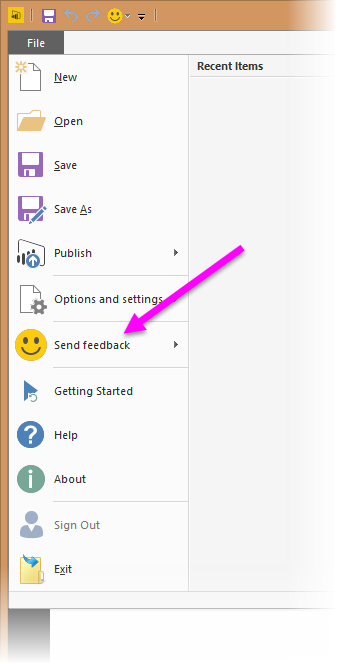 File
Recent Items
New
Open
Save
Save As
Publish
Options and settings
Send feedback
Getting Started
Help
About
Sign Out
Exit